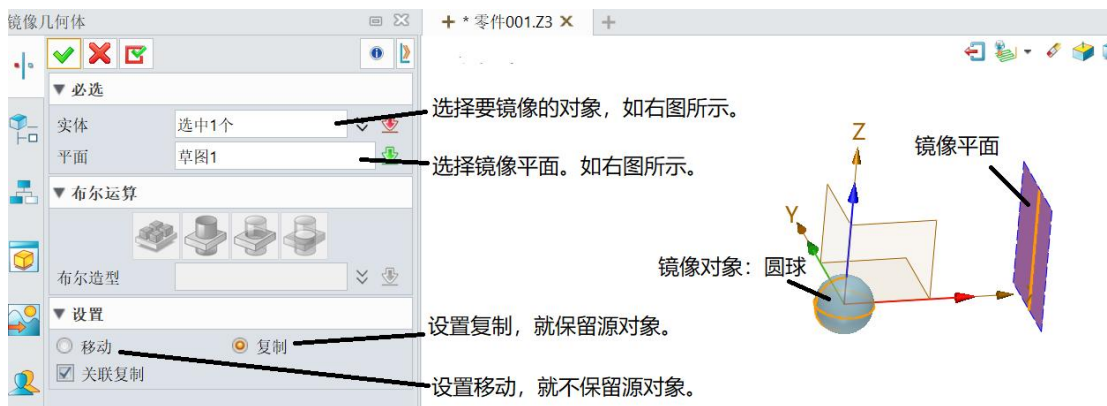 镜像几何体
* 零件001.Z3
必选
实体
选中1个
选择要镜像的对象，如右图所示。
平面
草图1
选择镜像平面。如右图所示。
布尔运算
布尔造型
设置
移动
复制
设置复制，就保留源对象。
关联复制
设置移动，就不保留源对象。
Z
Y
镜像平面
镜像对象：圆球